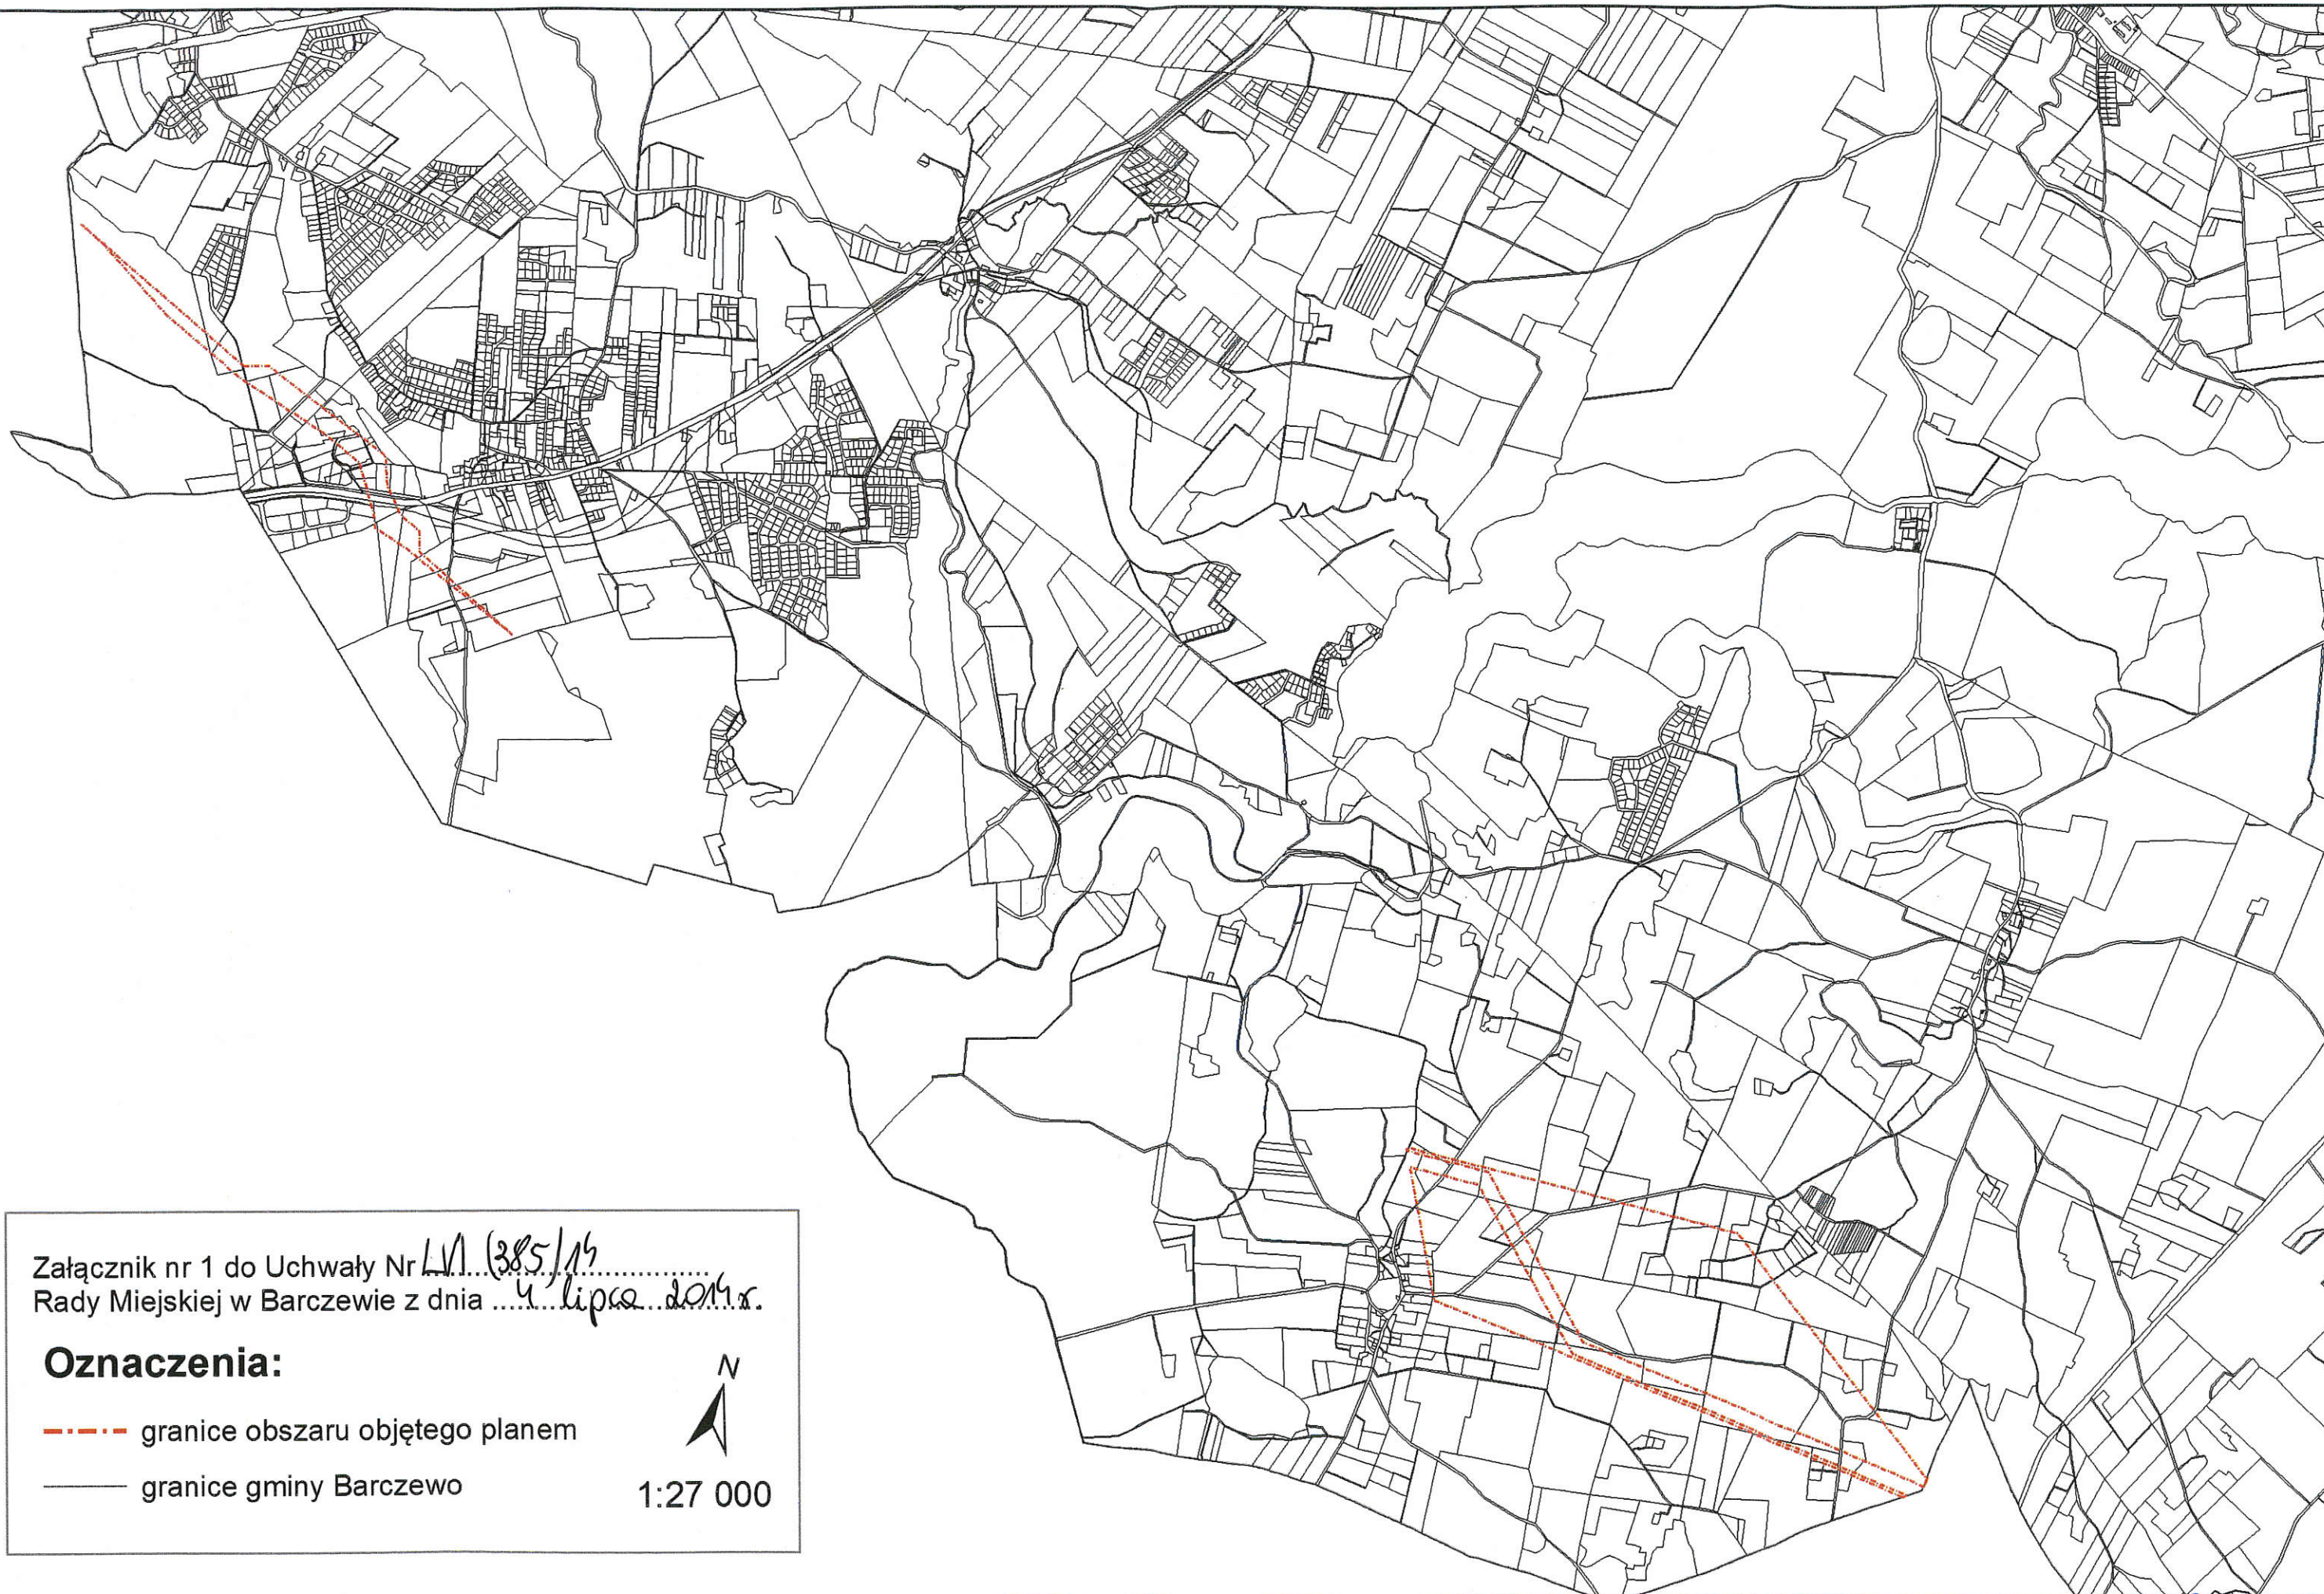 Załącznik nr 1 do Uchwały Nr LVI (385/14
Rady Miejskiej w Barczewie z dnia 4 lipca 2014 r.
Oznaczenia:
N
granice obszaru objętego planem
granice gminy Barczewo
1:27 000